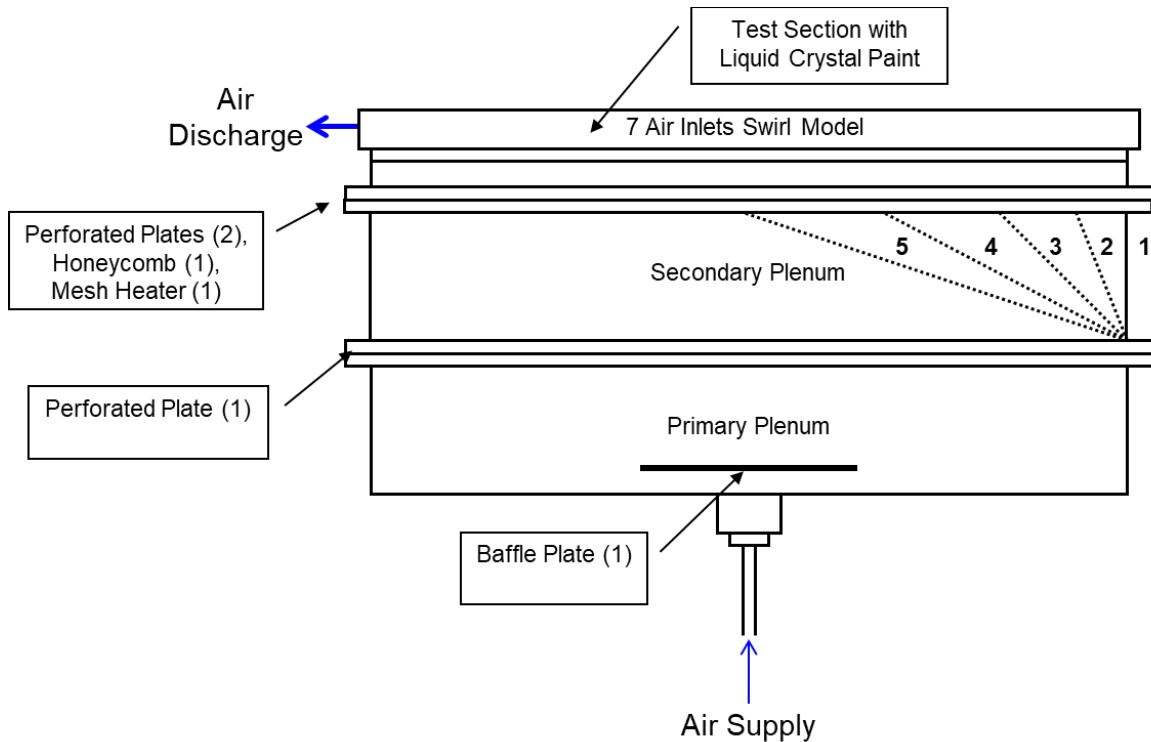 Test Section with
Liquid Crystal Paint
Air
Discharge
7 Air Inlets Swirl Model
Perforated Plates (2),
Honeycomb (1),
Mesh Heater (1)
5
4
3
2
1
Secondary Plenum
Perforated Plate (1)
Primary Plenum
Baffle Plate (1)
Air Supply